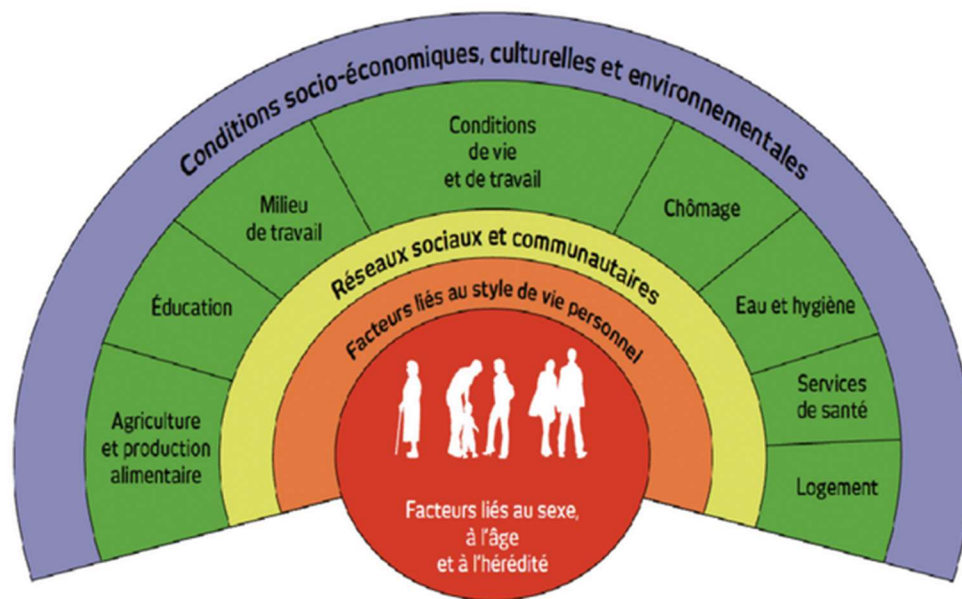 Conditions socio-économiques, culturelles et environnementales
Conditions
de vie
et de travail
Milieu
de travail
Chômage
Réseaux sociaux et communautaires
Éducation
Facteurs liés au style de vie personnel
Eau et hygiène
Agriculture
et production
alimentaire
Services
de santé
Logement
Facteurs liés au sexe,
à l'âge
et à l'hérédité